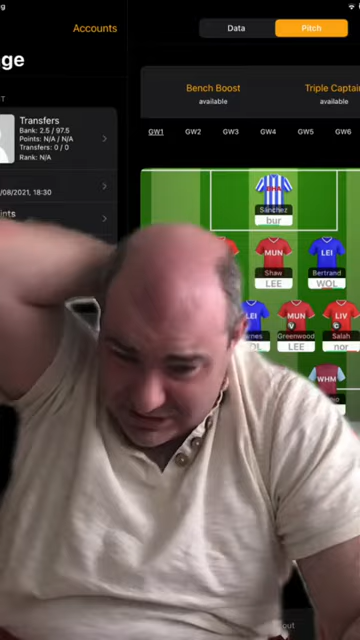 Accounts
Data
Pitch
Bench Boost
available
Triple Captai
available
GW1
GW2
GW3
GW4
GW5
GW6
Transfers
Bank: 2.5 / 97.5
Points: N/A / N/A
Transfers: 0 / 0
Rank: N/A
/08/2021, 18:30
BHA
Sánchez
bur
MUN
Shaw
LEE
LEI
Bertrand
WOL
LEI
MUN
V
Greenwood
LEE
LIV
C
Salah
nor
WHM